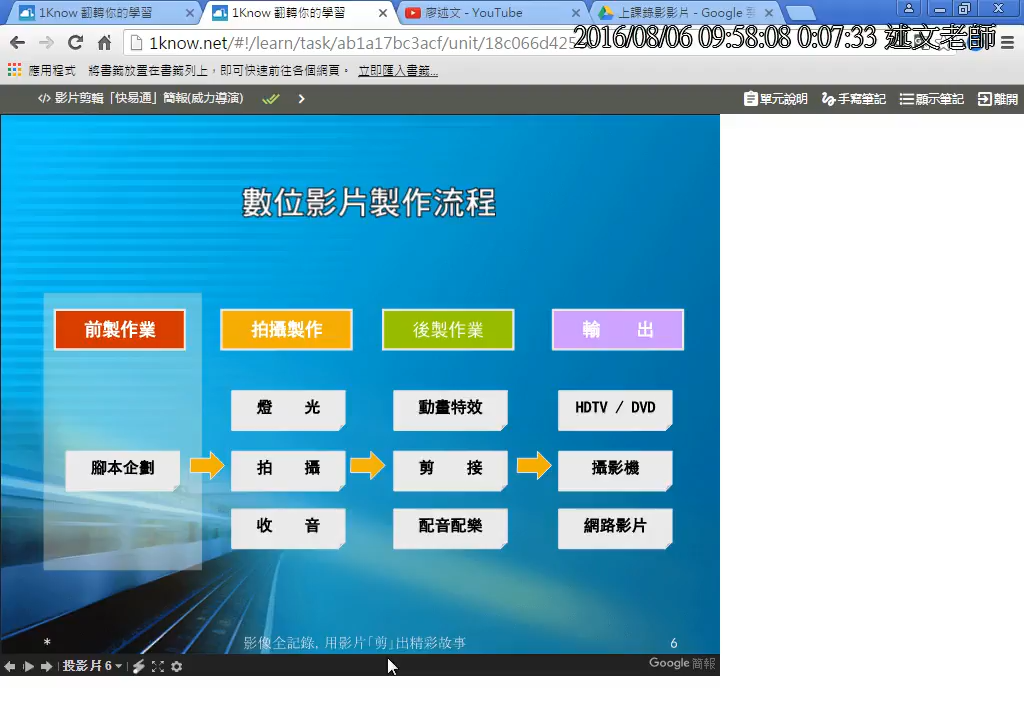 1Know 翻轉你的學習
1Know 翻轉你的學習
廖述文 - YouTube
上課錄影影片 - Google
1know.net/#!/learn/task/ab1a17bc3acf/unit/18c066d425
2016/08/06 09:58:08 0:07:33 述文老師
應用程式 將書籤放置在書籤列上，即可快速前往各個網頁。 立即匯入書籤...
影片剪輯「快易通」簡報(威力導演)
單元說明 手寫筆記 顯示筆記 離開
數位影片製作流程
前製作業 拍攝製作 後製作業 輸 出
燈 光 動畫特效 HDTV / DVD
腳本企劃 拍 攝 剪 接 攝影機
收 音 配音配樂 網路影片
* 影像全記錄, 用影片「剪」出精彩故事 6
投影片 6
Google 簡報